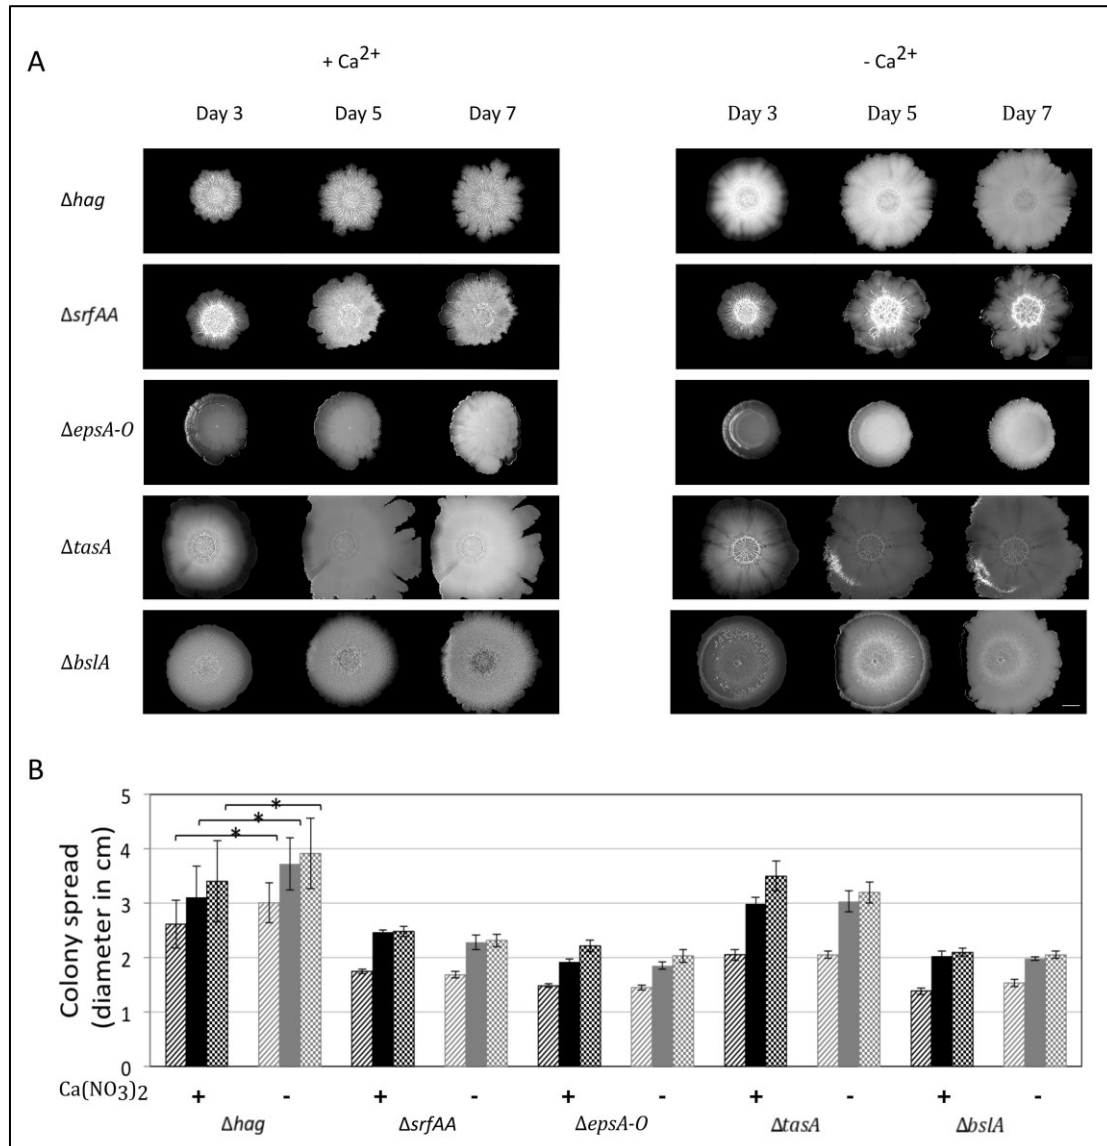 A
+ Ca2+ - Ca2+
Day 3 Day 5 Day 7 Day 3 Day 5 Day 7
Δhag
ΔsrfAA
ΔepsA-O
ΔtasA
ΔbslA
B
Colony spread
(diameter in cm)
5
4
3
2
1
0
* * *
Ca(NO3)2 + - + - + - + - + -
Δhag ΔsrfAA ΔepsA-O ΔtasA ΔbslA